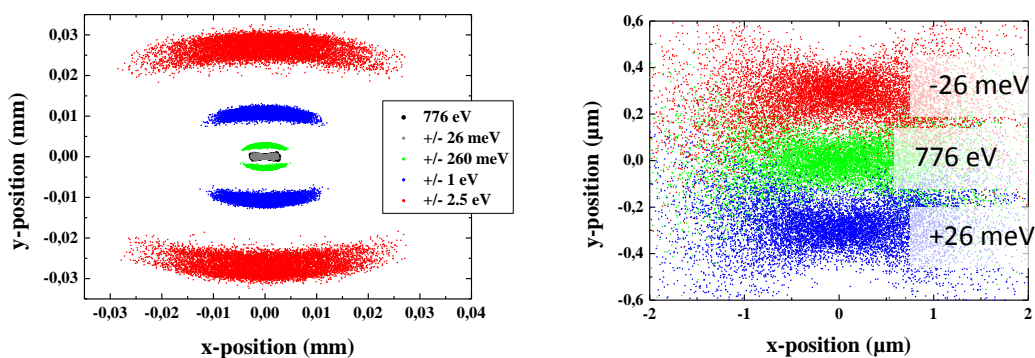 0,03
0,02
0,01
0,00
-0,01
-0,02
-0,03
y-position (mm)
-0,03 -0,02 -0,01 0,00 0,01 0,02 0,03 0,04
x-position (mm)
776 eV
+/- 26 meV
+/- 260 meV
+/- 1 eV
+/- 2.5 eV
0,6
0,4
0,2
0,0
-0,2
-0,4
-0,6
y-position (µm)
-2 -1 0 1 2
x-position (µm)
-26 meV
776 eV
+26 meV